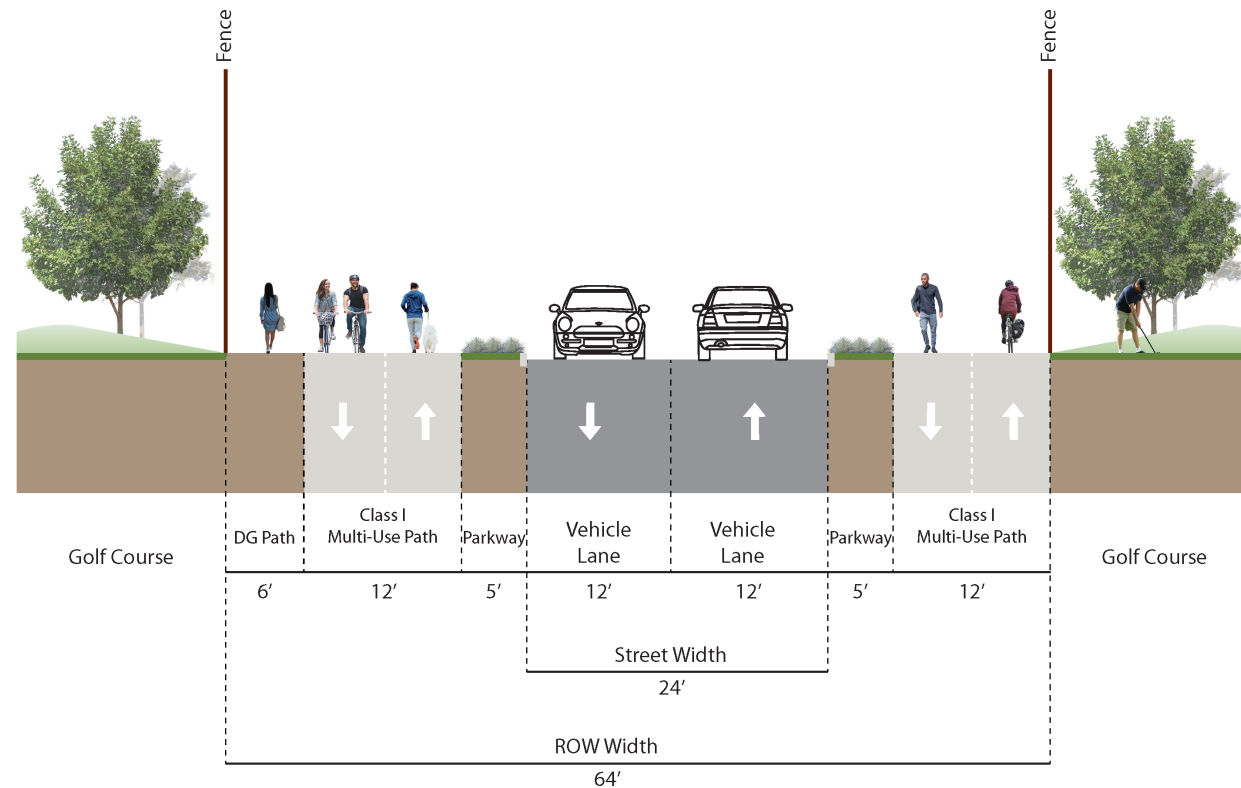 Fence
Fence
Golf Course
DG Path
Class I
Multi-Use Path
Parkway
Vehicle
Lane
Vehicle
Lane
Parkway
Class I
Multi-Use Path
Golf Course
6’
12’
5’
12’
12’
5’
12’
Street Width
24’
ROW Width
64’